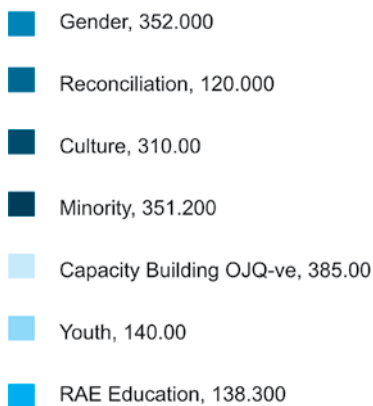 Gender, 352.000
Reconciliation, 120.000
Culture, 310.00
Minority, 351.200
Capacity Building OJQ-ve, 385.00
Youth, 140.00
RAE Education, 138.300